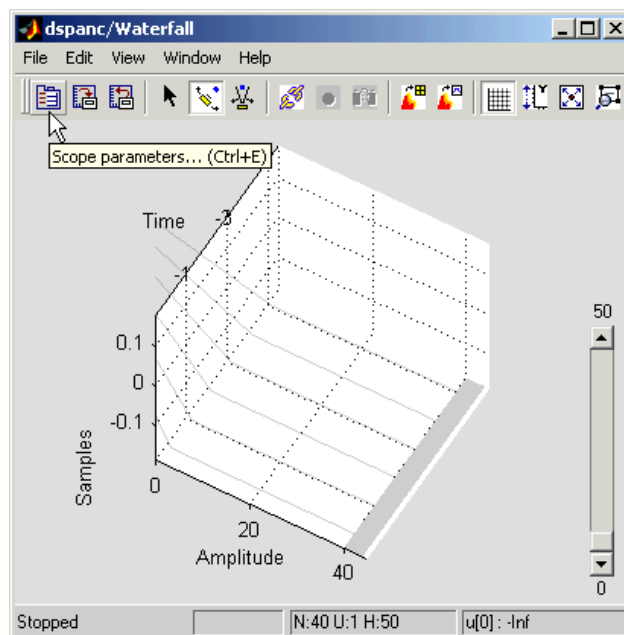 dspanc/Waterfall
File Edit View Window Help
Scope parameters... (Ctrl+E)
Time
-3
-1
0.1
0
-0.1
Samples
0
20
40
Amplitude
50
0
Stopped
N:40 U:1 H:50
u[0] : -Inf